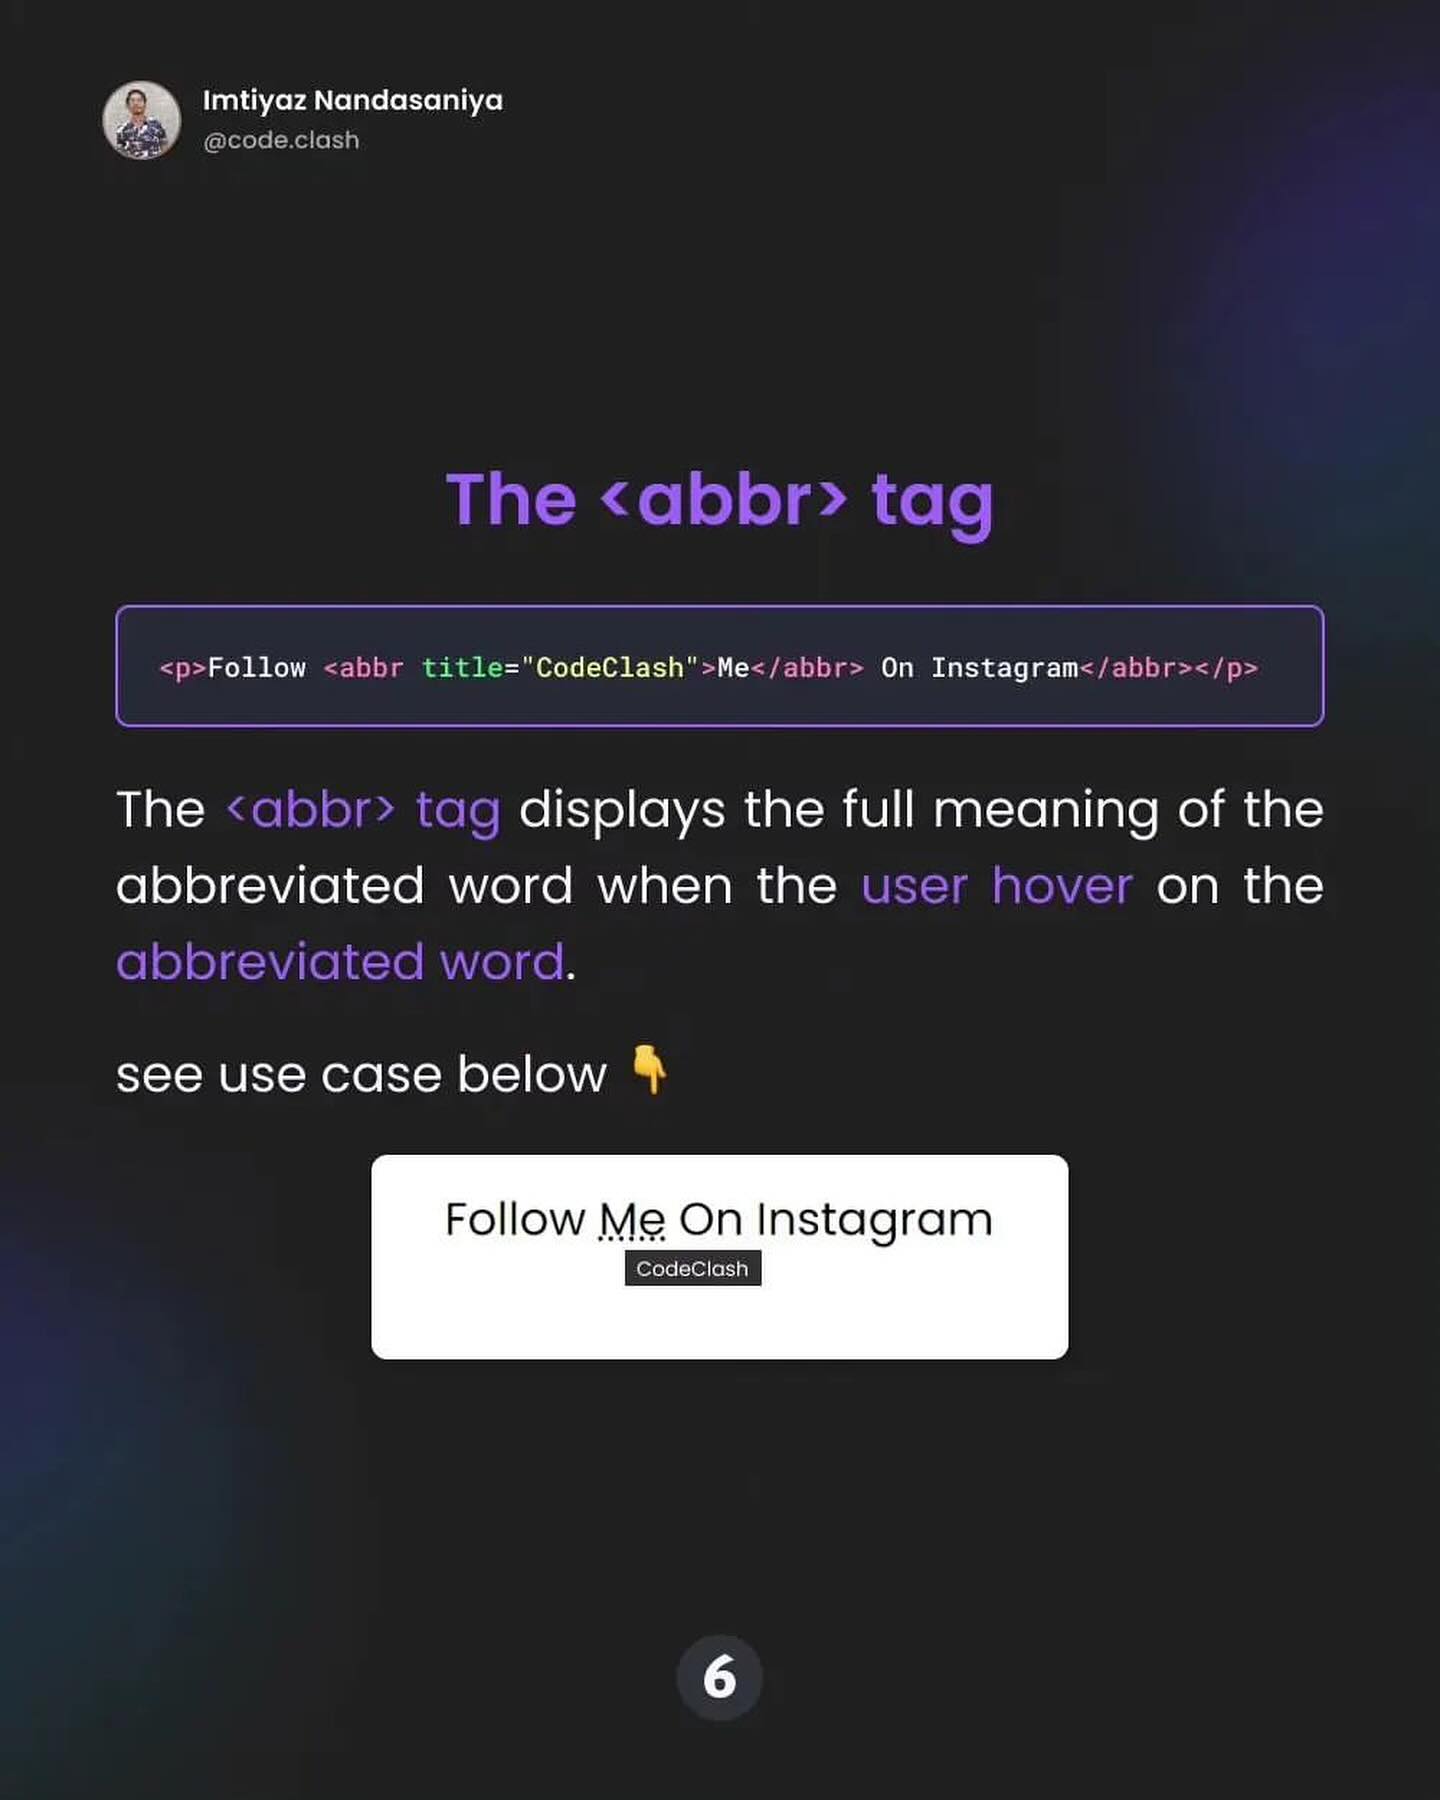 Imtiyaz Nandasaniya
@code.clash
The <abbr> tag
<p>Follow <abbr title="CodeClash">Me</abbr> On Instagram</abbr></p>
The <abbr> tag displays the full meaning of the
abbreviated word when the user hover on the
abbreviated word.
see use case below 👇
Follow Me On Instagram
CodeClash
6